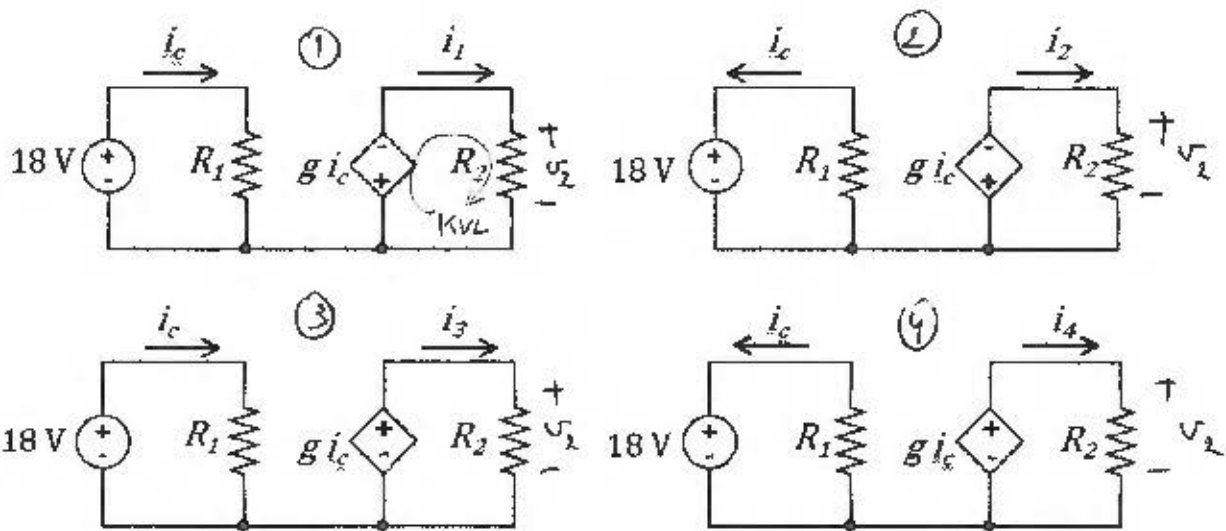 i_c ① i_1
18 V + - R_1 g i_c - + R_2 + v_2 -
KVL
i_c ② i_2
18 V + - R_1 g i_c - + R_2 + v_2 -
i_c ③ i_3
18 V + - R_1 g i_c + - R_2 + v_2 -
i_c ④ i_4
18 V + - R_1 g i_c + - R_2 + v_2 -